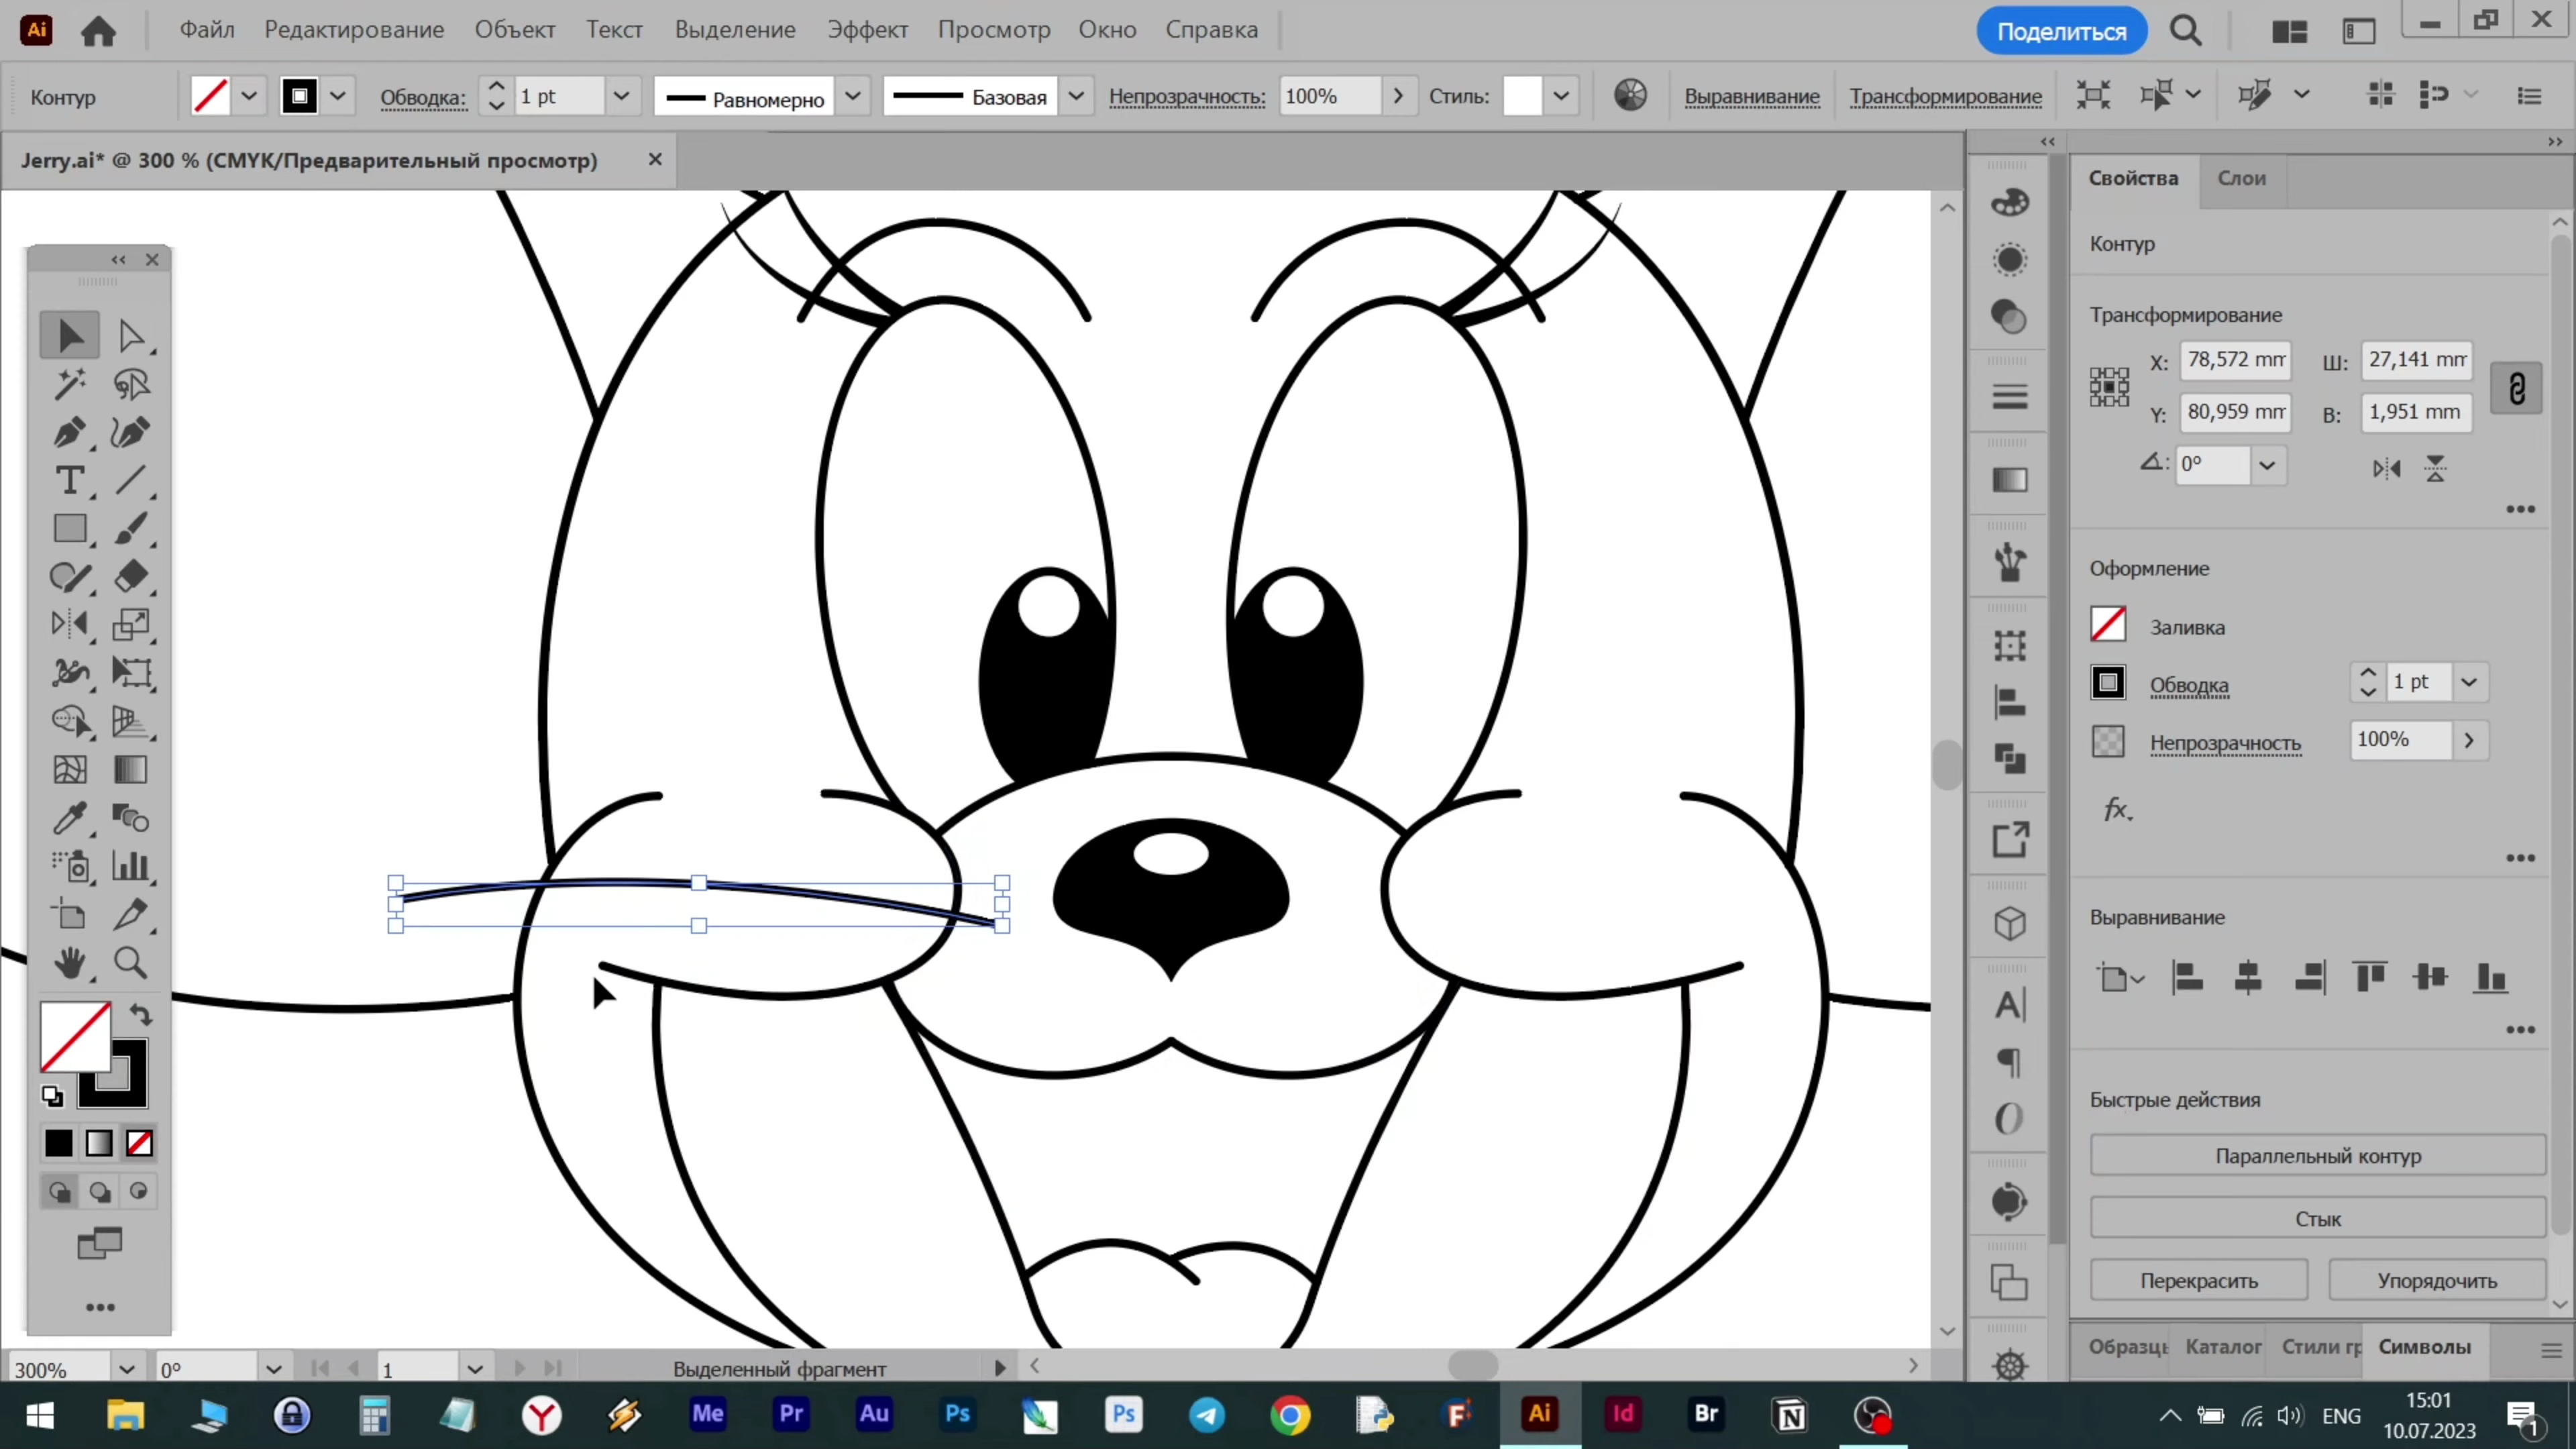 Ai Файл Редактирование Объект Текст Выделение Эффект Просмотр Окно Справка Поделиться
Контур Обводка: 1 pt Равномерно Базовая Непрозрачность: 100% Стиль: Выравнивание Трансформирование
Jerry.ai* @ 300 % (CMYK/Предварительный просмотр)
Свойства Слои
Контур
Трансформирование
X: 78,572 mm Ш: 27,141 mm
Y: 80,959 mm В: 1,951 mm
0°
Оформление
Заливка
Обводка 1 pt
Непрозрачность 100%
fx
Выравнивание
Быстрые действия
Параллельный контур
Стык
Перекрасить Упорядочить
Образць Каталог Стили гр Символы
300% 0° 1 Выделенный фрагмент
Me Pr Au Ps Ps Ai Id Br ENG 15:01
10.07.2023
1